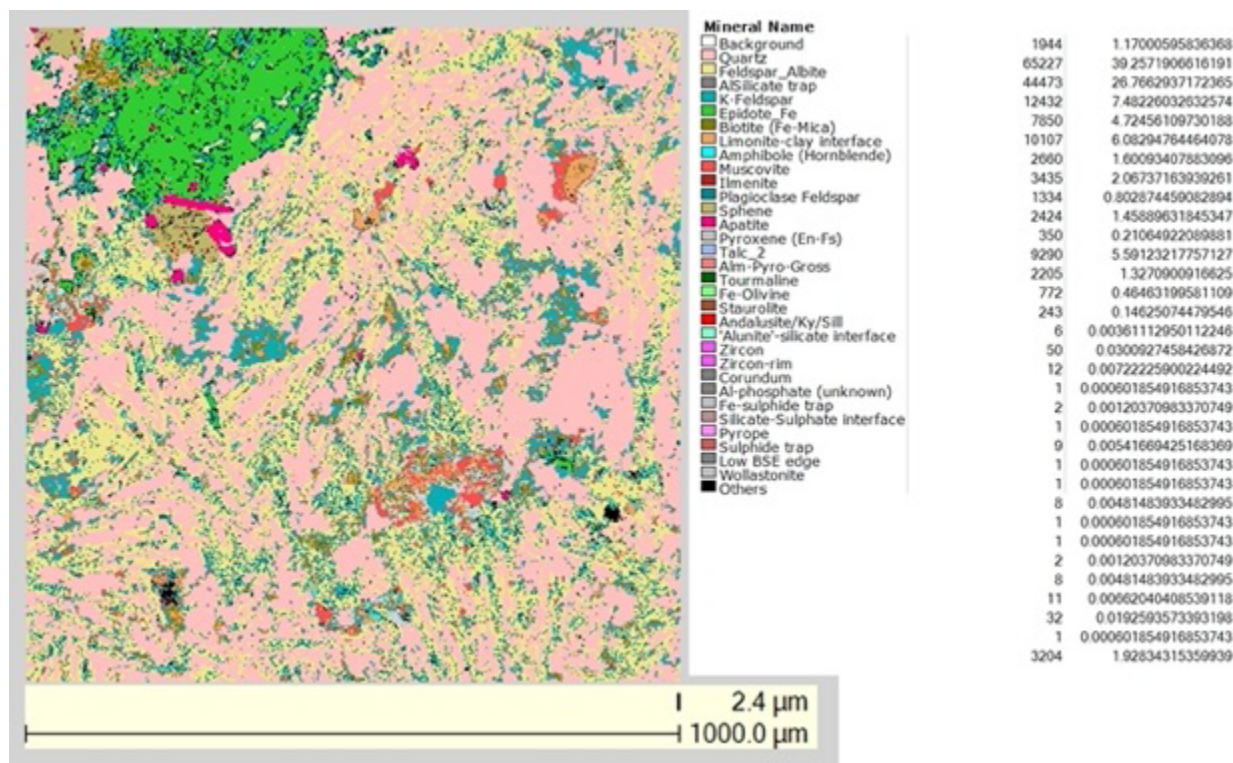 Mineral Name
Background
Quartz
Feldspar_Albite
AlSilicate trap
K-Feldspar
Epidote_Fe
Biotite (Fe-Mica)
Limonite-clay interface
Amphibole (Hornblende)
Muscovite
Ilmenite
Plagioclase Feldspar
Sphene
Apatite
Pyroxene (En-Fs)
Talc_2
Alm-Pyro-Gross
Tourmaline
Fe-Olivine
Staurolite
Andalusite/Ky/Sill
'Alunite'-silicate interface
Zircon
Zircon-rim
Corundum
Al-phosphate (unknown)
Fe-sulphide trap
Silicate-Sulphate interface
Pyrope
Sulphide trap
Low BSE edge
Wollastonite
Others
1944 1.17000595836368
65227 39.2571906616191
44473 26.7662937172365
12432 7.48226032632574
7850 4.72456109730188
10107 6.08294764464078
2660 1.60093407883096
3435 2.06737163939261
1334 0.802874459082894
2424 1.45889631845347
350 0.21064922089881
9290 5.59123217757127
2205 1.3270900916625
772 0.46463199581109
243 0.14625074479546
6 0.00361112950112246
50 0.0300927458426872
12 0.00722225900224492
1 0.000601854916853743
2 0.00120370983370749
1 0.000601854916853743
9 0.00541669425168369
1 0.000601854916853743
1 0.000601854916853743
8 0.00481483933482995
1 0.000601854916853743
1 0.000601854916853743
2 0.00120370983370749
8 0.00481483933482995
11 0.00662040408539118
32 0.0192593573393198
1 0.000601854916853743
3204 1.92834315359939
2.4 µm
1000.0 µm